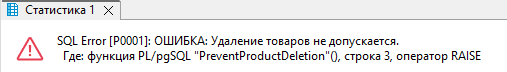 Статистика 1
SQL Error [P0001]: ОШИБКА: Удаление товаров не допускается.
Где: функция PL/pgSQL "PreventProductDeletion"(), строка 3, оператор RAISE